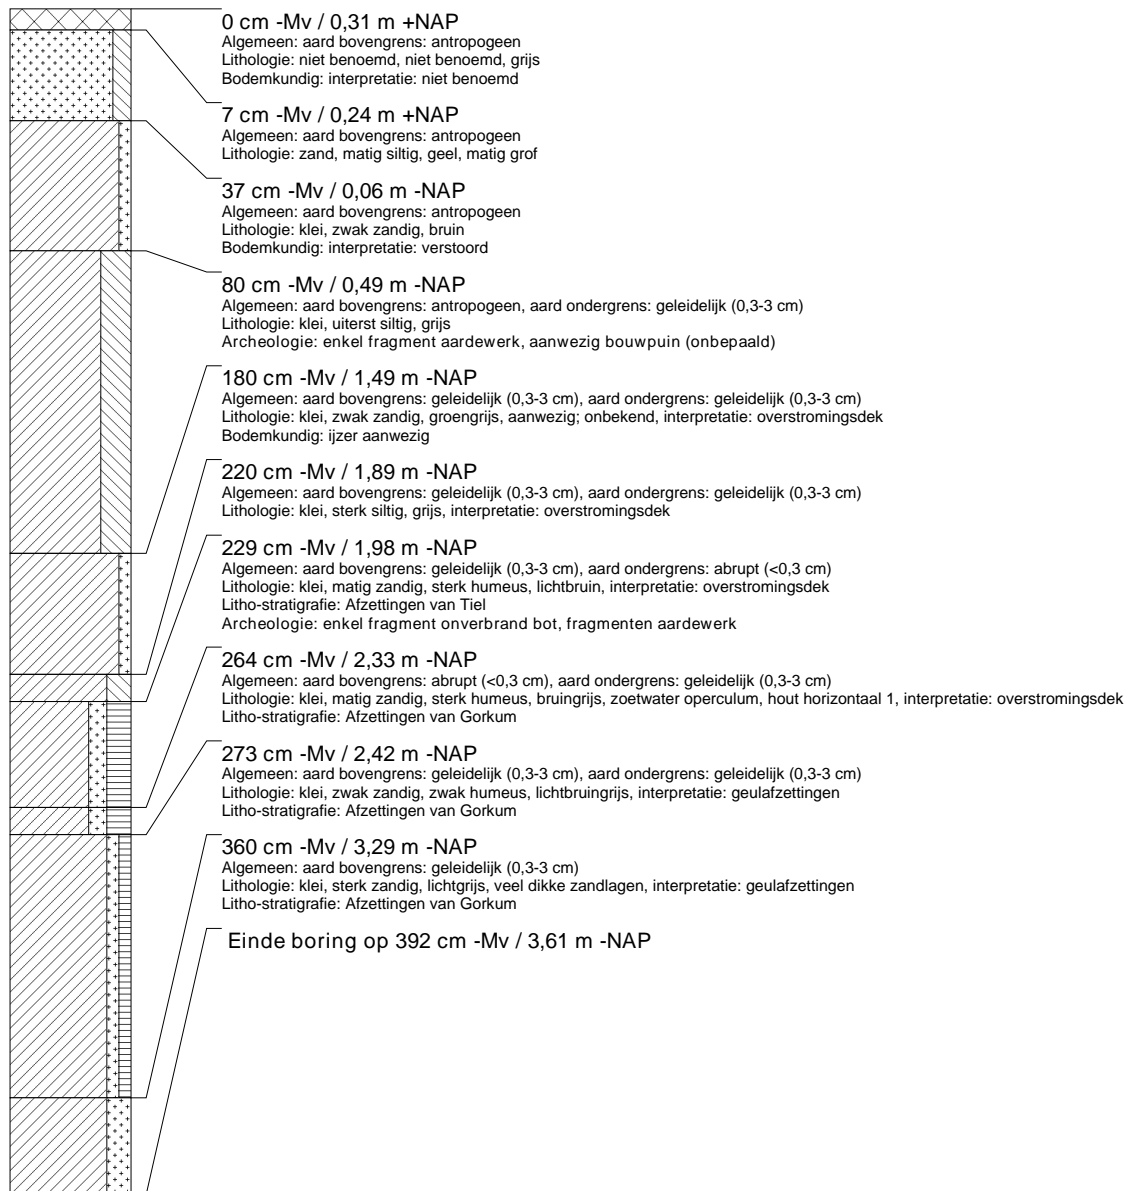 0 cm -Mv / 0,31 m +NAP
Algemeen: aard bovengrens: antropogeen
Lithologie: niet benoemd, niet benoemd, grijs
Bodemkundig: interpretatie: niet benoemd
7 cm -Mv / 0,24 m +NAP
Algemeen: aard bovengrens: antropogeen
Lithologie: zand, matig siltig, geel, matig grof
37 cm -Mv / 0,06 m -NAP
Algemeen: aard bovengrens: antropogeen
Lithologie: klei, zwak zandig, bruin
Bodemkundig: interpretatie: verstoord
80 cm -Mv / 0,49 m -NAP
Algemeen: aard bovengrens: antropogeen, aard ondergrens: geleidelijk (0,3-3 cm)
Lithologie: klei, uiterst siltig, grijs
Archeologie: enkel fragment aardewerk, aanwezig bouwpuin (onbepaald)
180 cm -Mv / 1,49 m -NAP
Algemeen: aard bovengrens: geleidelijk (0,3-3 cm), aard ondergrens: geleidelijk (0,3-3 cm)
Lithologie: klei, zwak zandig, groengrijs, aanwezig; onbekend, interpretatie: overstromingsdek
Bodemkundig: ijzer aanwezig
220 cm -Mv / 1,89 m -NAP
Algemeen: aard bovengrens: geleidelijk (0,3-3 cm), aard ondergrens: geleidelijk (0,3-3 cm)
Lithologie: klei, sterk siltig, grijs, interpretatie: overstromingsdek
229 cm -Mv / 1,98 m -NAP
Algemeen: aard bovengrens: geleidelijk (0,3-3 cm), aard ondergrens: abrupt (<0,3 cm)
Lithologie: klei, matig zandig, sterk humeus, lichtbruin, interpretatie: overstromingsdek
Litho-stratigrafie: Afzettingen van Tiel
Archeologie: enkel fragment onverbrand bot, fragmenten aardewerk
264 cm -Mv / 2,33 m -NAP
Algemeen: aard bovengrens: abrupt (<0,3 cm), aard ondergrens: geleidelijk (0,3-3 cm)
Lithologie: klei, matig zandig, sterk humeus, bruingrijs, zoetwater operculum, hout horizontaal 1, interpretatie: overstromingsdek
Litho-stratigrafie: Afzettingen van Gorkum
273 cm -Mv / 2,42 m -NAP
Algemeen: aard bovengrens: geleidelijk (0,3-3 cm), aard ondergrens: geleidelijk (0,3-3 cm)
Lithologie: klei, zwak zandig, zwak humeus, lichtbruingrijs, interpretatie: geulafzettingen
Litho-stratigrafie: Afzettingen van Gorkum
360 cm -Mv / 3,29 m -NAP
Algemeen: aard bovengrens: geleidelijk (0,3-3 cm)
Lithologie: klei, sterk zandig, lichtgrijs, veel dikke zandlagen, interpretatie: geulafzettingen
Litho-stratigrafie: Afzettingen van Gorkum
Einde boring op 392 cm -Mv / 3,61 m -NAP